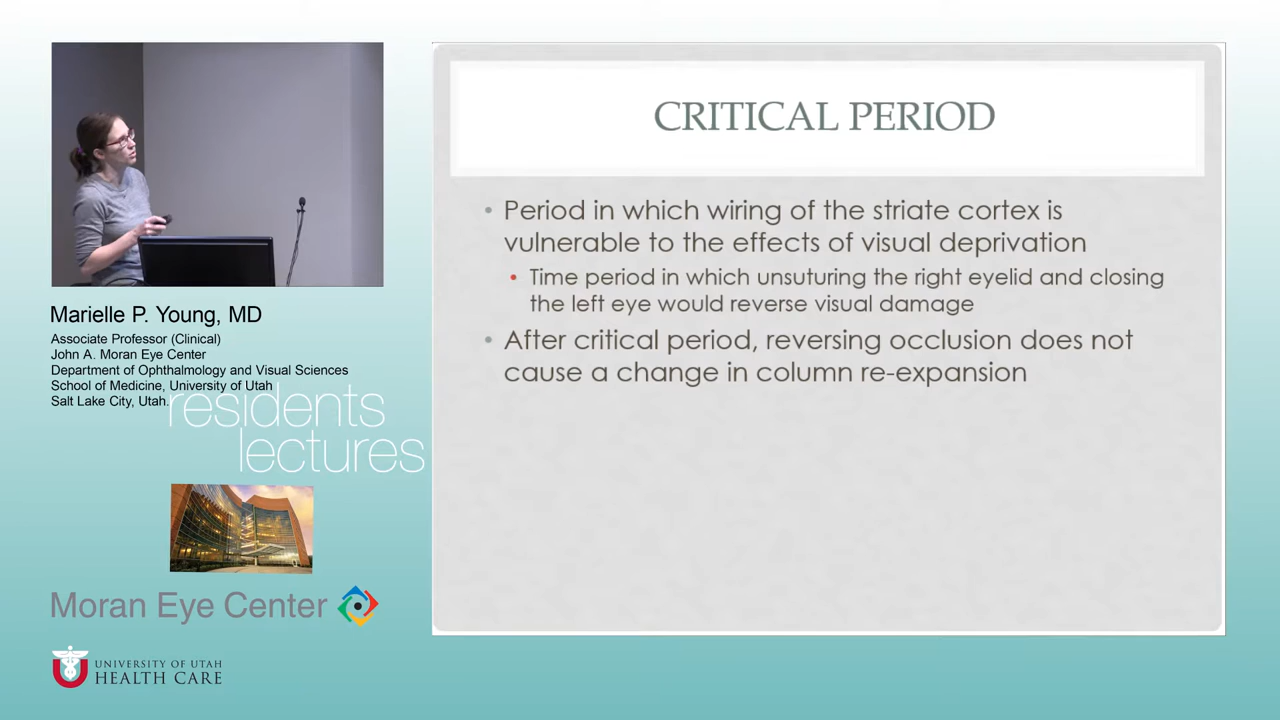 CRITICAL PERIOD
• Period in which wiring of the striate cortex is
vulnerable to the effects of visual deprivation
• Time period in which unsuturing the right eyelid and closing
the left eye would reverse visual damage
• After critical period, reversing occlusion does not
cause a change in column re-expansion
Marielle P. Young, MD
Associate Professor (Clinical)
John A. Moran Eye Center
Department of Ophthalmology and Visual Sciences
School of Medicine, University of Utah
Salt Lake City, Utah.
residents
lectures
Moran Eye Center
UNIVERSITY OF UTAH
HEALTH CARE